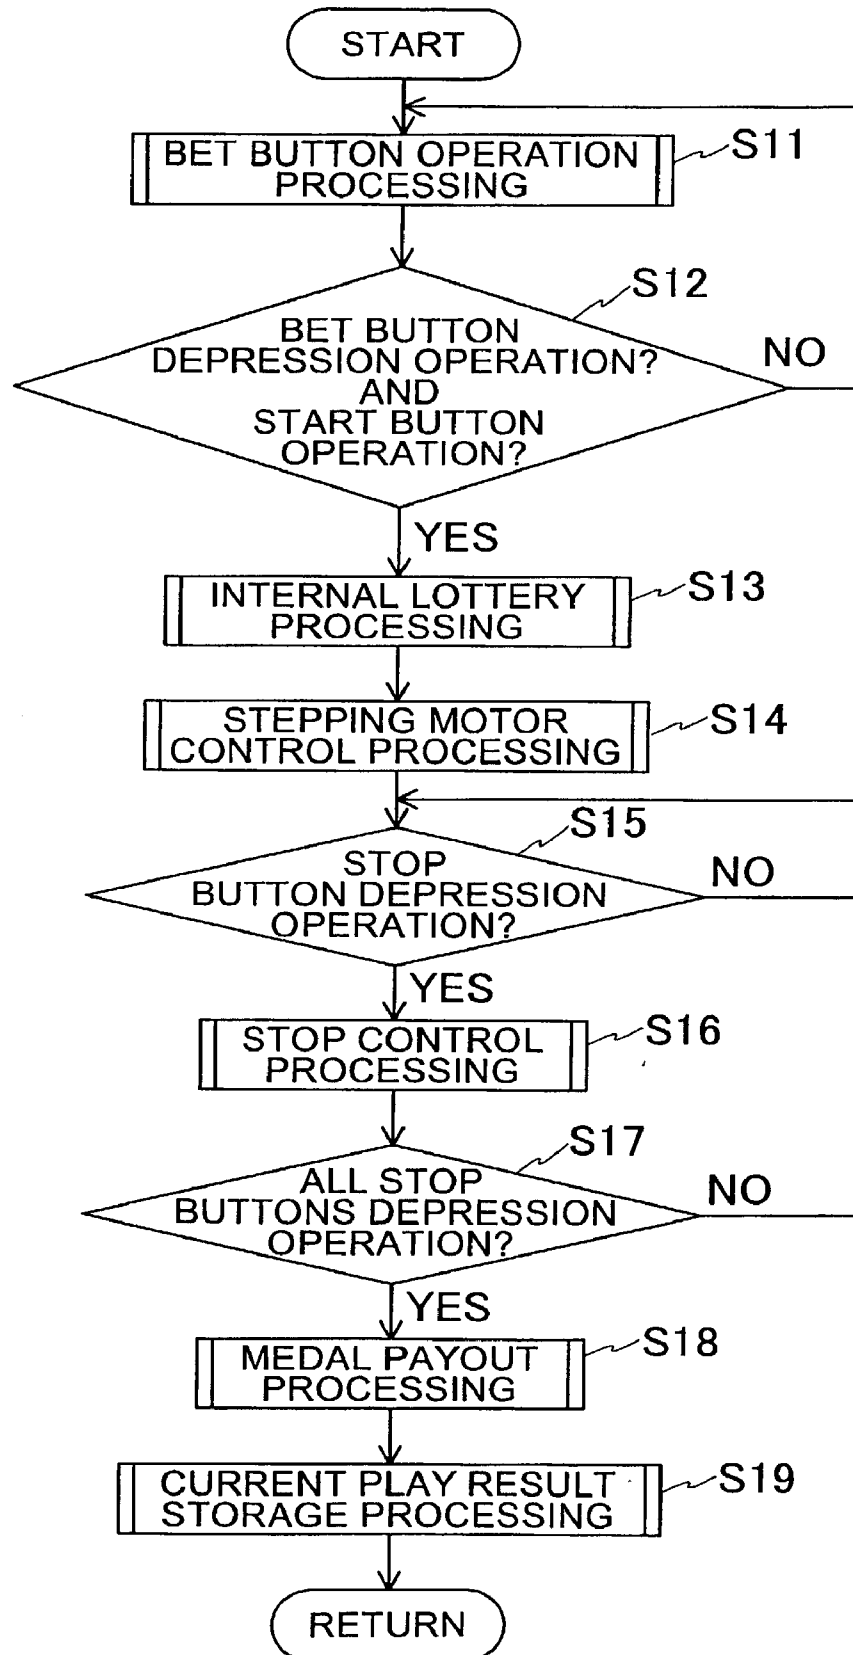 START
BET BUTTON OPERATION
PROCESSING
S11
S12
BET BUTTON
DEPRESSION OPERATION?
AND
START BUTTON
OPERATION?
NO
YES
INTERNAL LOTTERY
PROCESSING
S13
STEPPING MOTOR
CONTROL PROCESSING
S14
S15
STOP
BUTTON DEPRESSION
OPERATION?
NO
YES
STOP CONTROL
PROCESSING
S16
S17
ALL STOP
BUTTONS DEPRESSION
OPERATION?
NO
YES
MEDAL PAYOUT
PROCESSING
S18
CURRENT PLAY RESULT
STORAGE PROCESSING
S19
RETURN